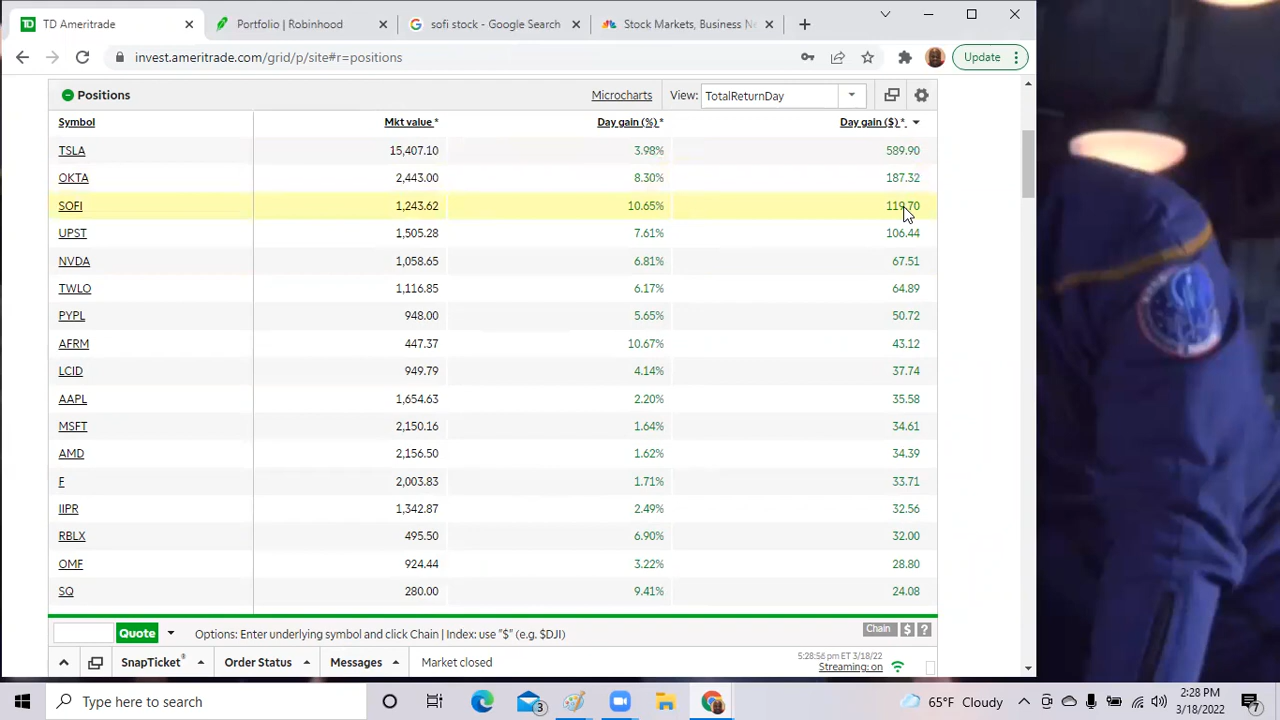 TD Ameritrade
Portfolio | Robinhood
sofi stock - Google Search
Stock Markets, Business Ne
invest.ameritrade.com/grid/p/site#r=positions
Update
Positions
Microcharts
View:
TotalReturnDay
Symbol Mkt value * Day gain (%) * Day gain ($) *
TSLA 15,407.10 3.98% 589.90
OKTA 2,443.00 8.30% 187.32
SOFI 1,243.62 10.65% 119.70
UPST 1,505.28 7.61% 106.44
NVDA 1,058.65 6.81% 67.51
TWLO 1,116.85 6.17% 64.89
PYPL 948.00 5.65% 50.72
AFRM 447.37 10.67% 43.12
LCID 949.79 4.14% 37.74
AAPL 1,654.63 2.20% 35.58
MSFT 2,150.16 1.64% 34.61
AMD 2,156.50 1.62% 34.39
F 2,003.83 1.71% 33.71
IIPR 1,342.87 2.49% 32.56
RBLX 495.50 6.90% 32.00
OMF 924.44 3.22% 28.80
SQ 280.00 9.41% 24.08
Quote
Options: Enter underlying symbol and click Chain | Index: use "$" (e.g. $DJI)
Chain $ ?
SnapTicket®
Order Status
Messages
Market closed
5:28:56 pm ET 3/18/22
Streaming: on
Type here to search
3
65°F Cloudy
2:28 PM
3/18/2022
7